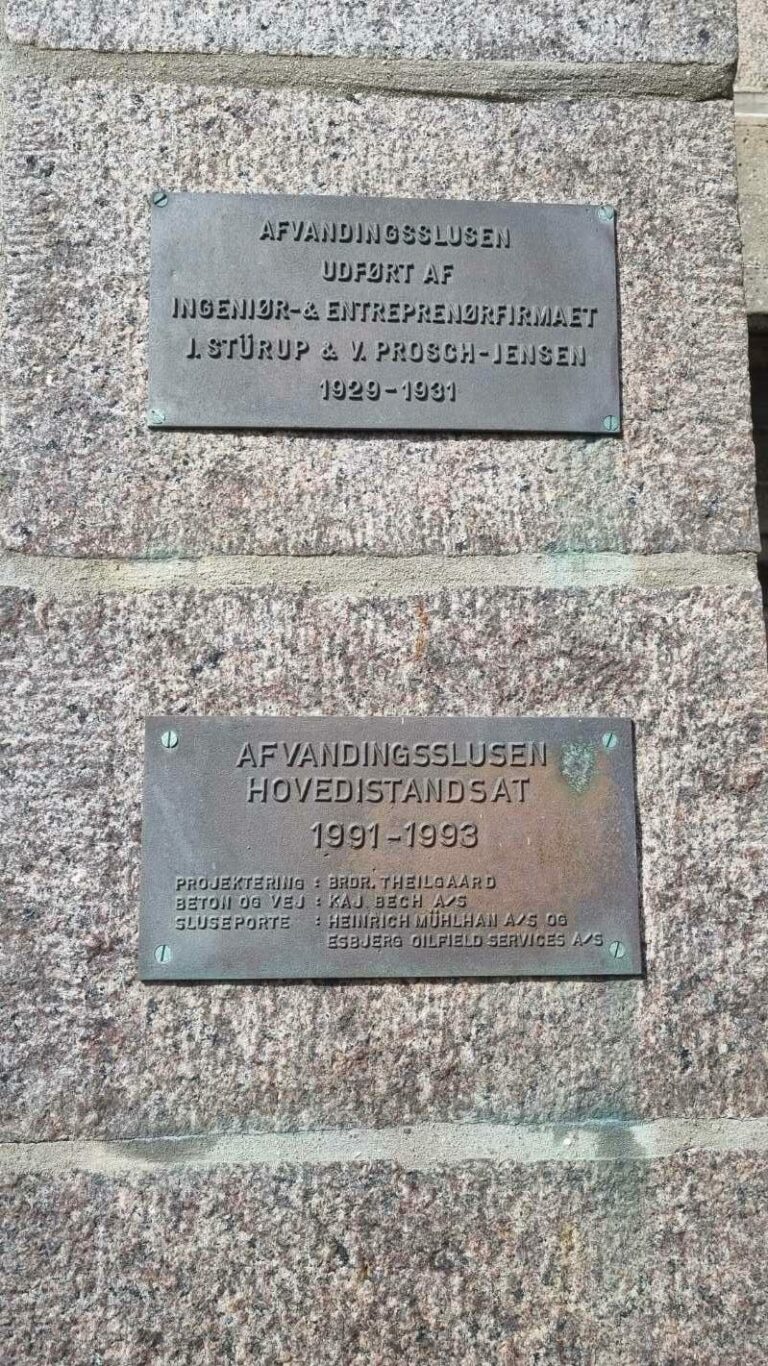 AFVANDINGSSLUSEN
UDFØRT AF
INGENIØR-& ENTREPRENØRFIRMAET
J. STÜRUP & V. PROSCH-JENSEN
1929-1931
AFVANDINGSSLUSEN
HOVEDISTANDSAT
1991-1993
PROJEKTERING : BRDR. THEILGAARD
BETON OG VEJ : KAJ BECH A/S
SLUSEPORTE : HEINRICH MÜHLHAN A/S OG
ESBJERG OILFIELD SERVICES A/S